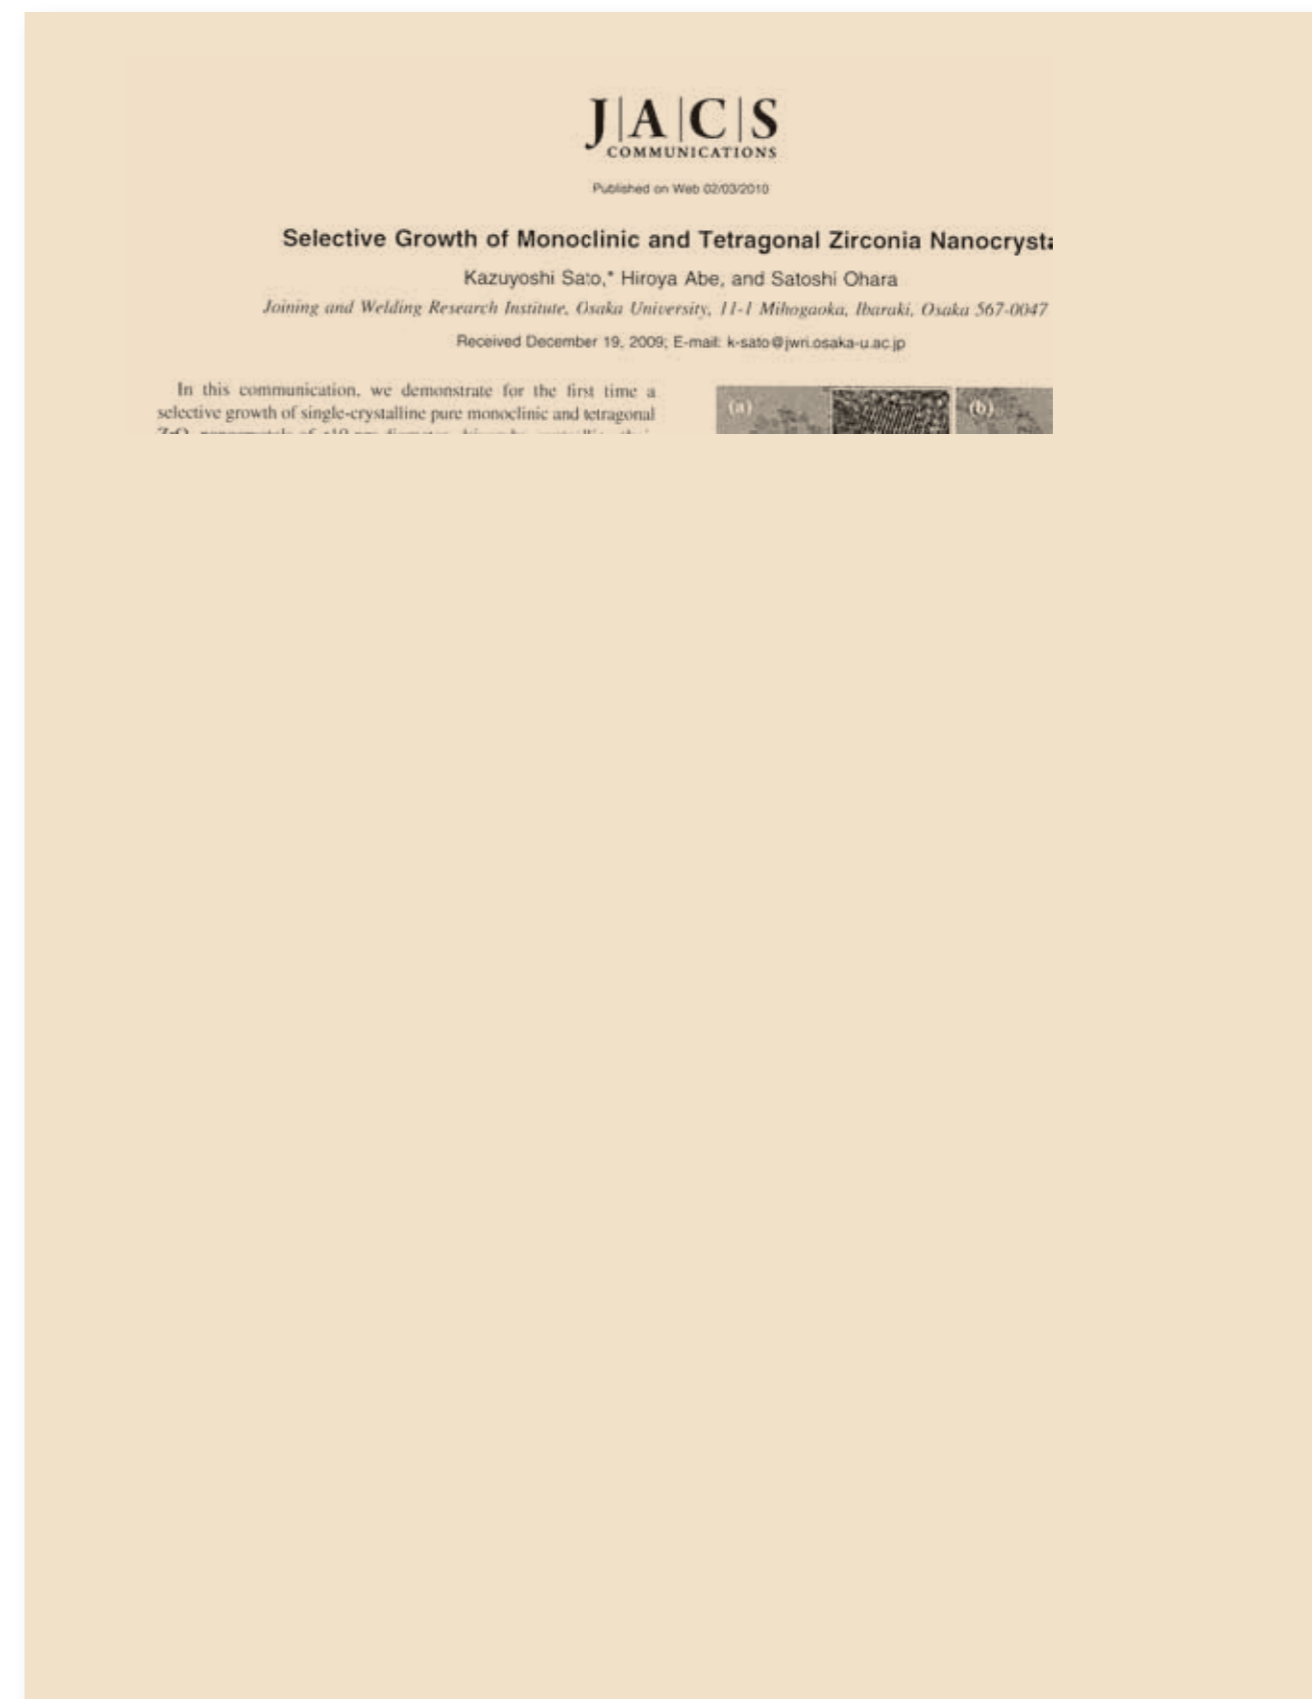 J|A|C|S
COMMUNICATIONS
Published on Web 02/03/2010
Selective Growth of Monoclinic and Tetragonal Zirconia
Kazuyoshi Sato,* Hiroya Abe, and Satoshi Ohara
Joining and Welding Research Institute, Osaka University, 11-1 Mihogaoka, Ibaraki, Osaka 567-0047
Received December 19, 2009; E-mail: k-sato@jwri.osaka-u.ac.jp
In this communication, we demonstrate for the first time a
selective growth of single-crystalline pure monoclinic and tetragonal
(a)
(b)